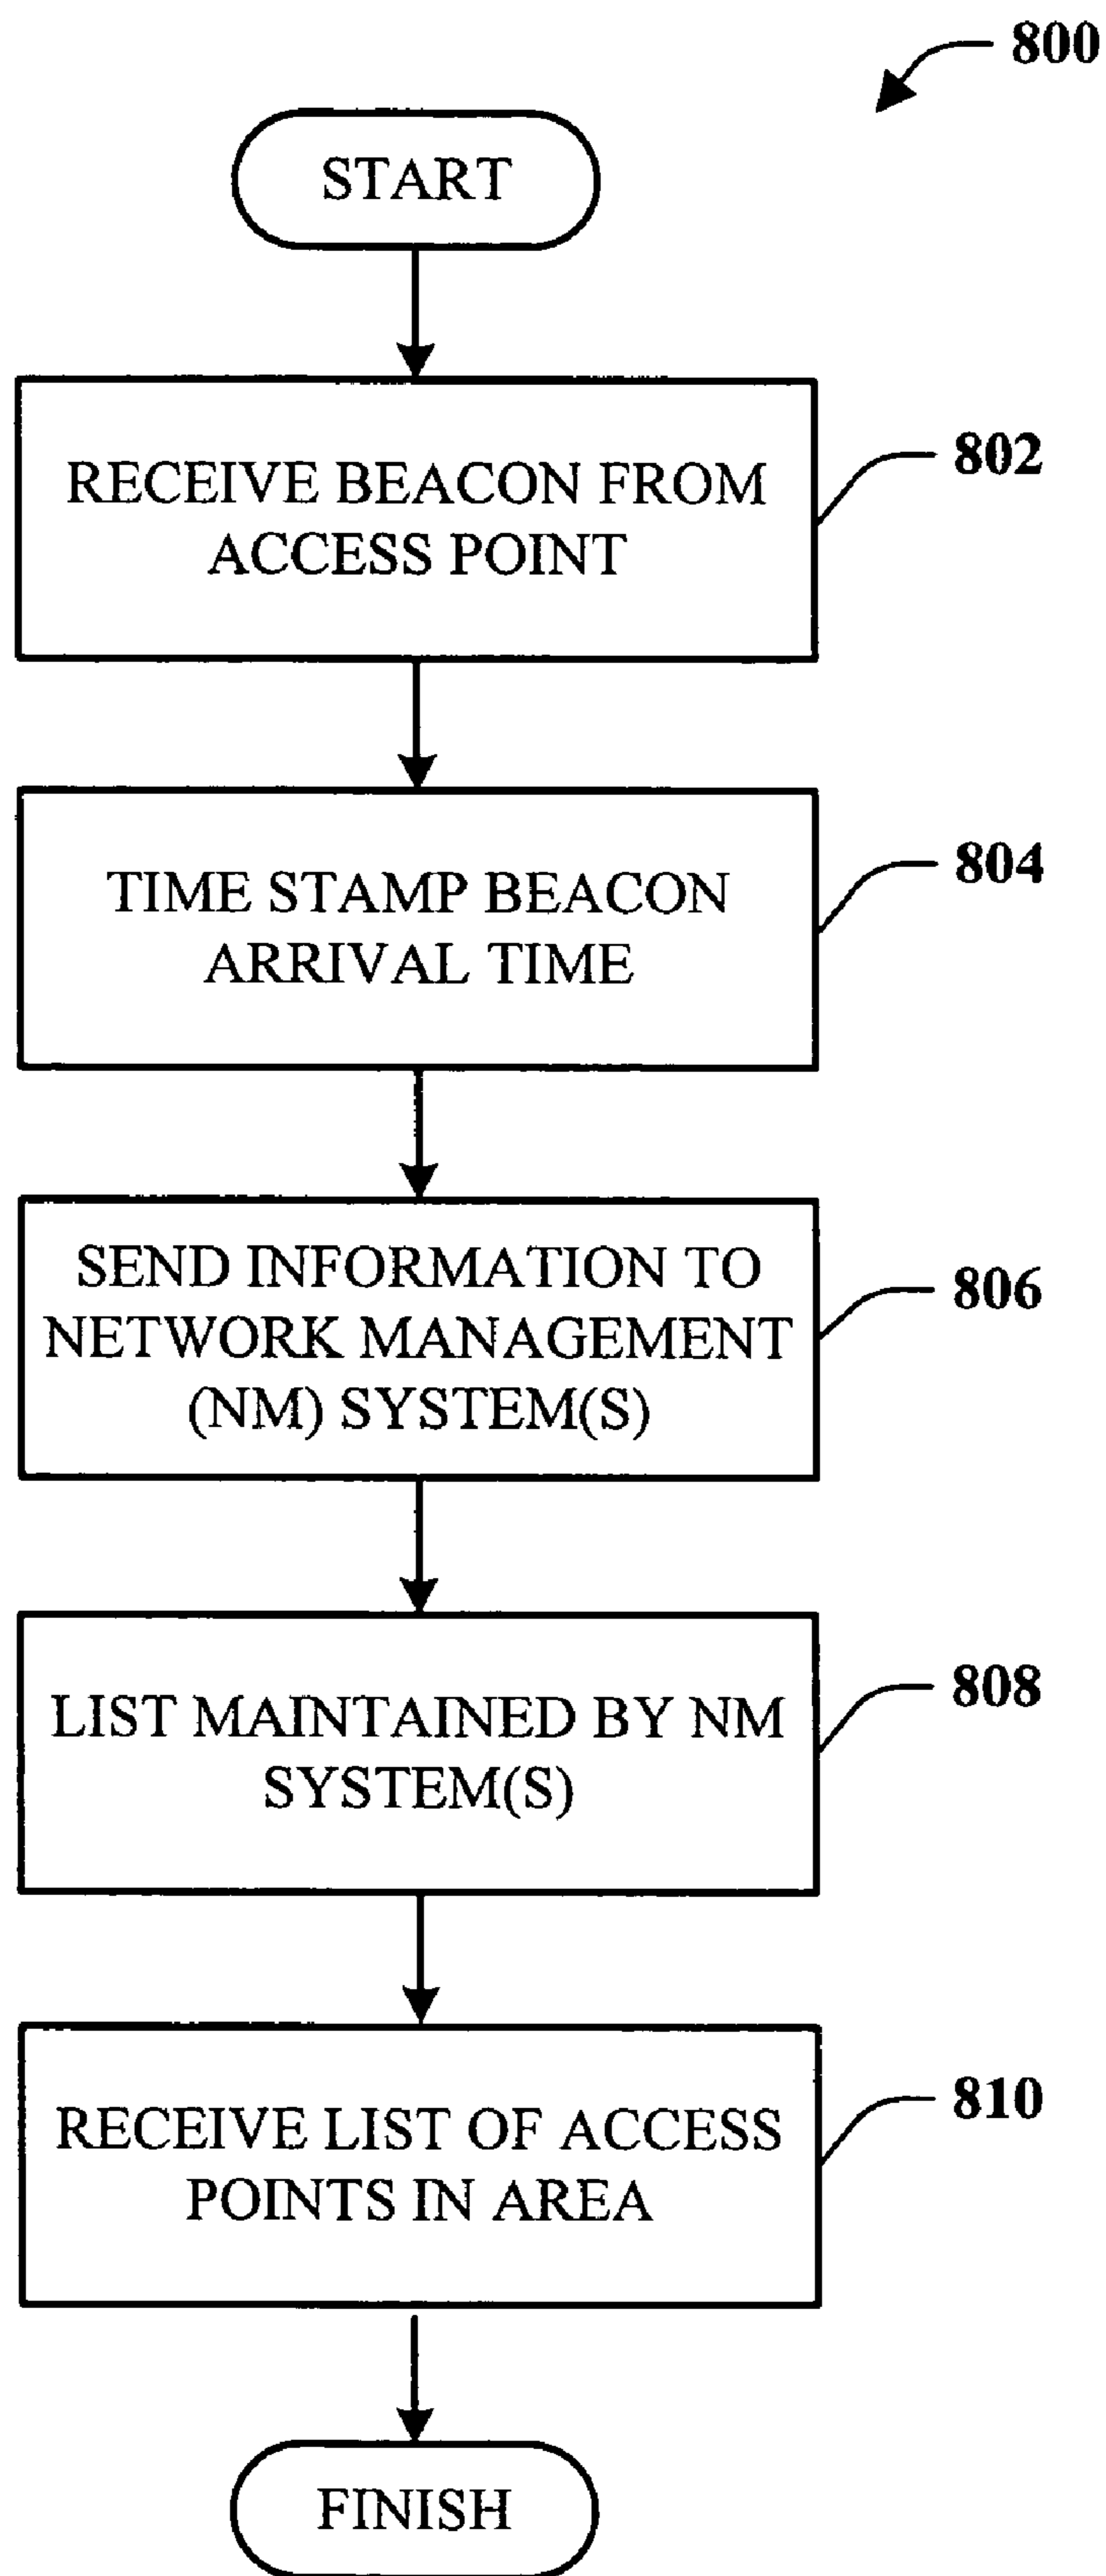 800
START
RECEIVE BEACON FROM
ACCESS POINT
802
TIME STAMP BEACON
ARRIVAL TIME
804
SEND INFORMATION TO
NETWORK MANAGEMENT
(NM) SYSTEM(S)
806
LIST MAINTAINED BY NM
SYSTEM(S)
808
RECEIVE LIST OF ACCESS
POINTS IN AREA
810
FINISH